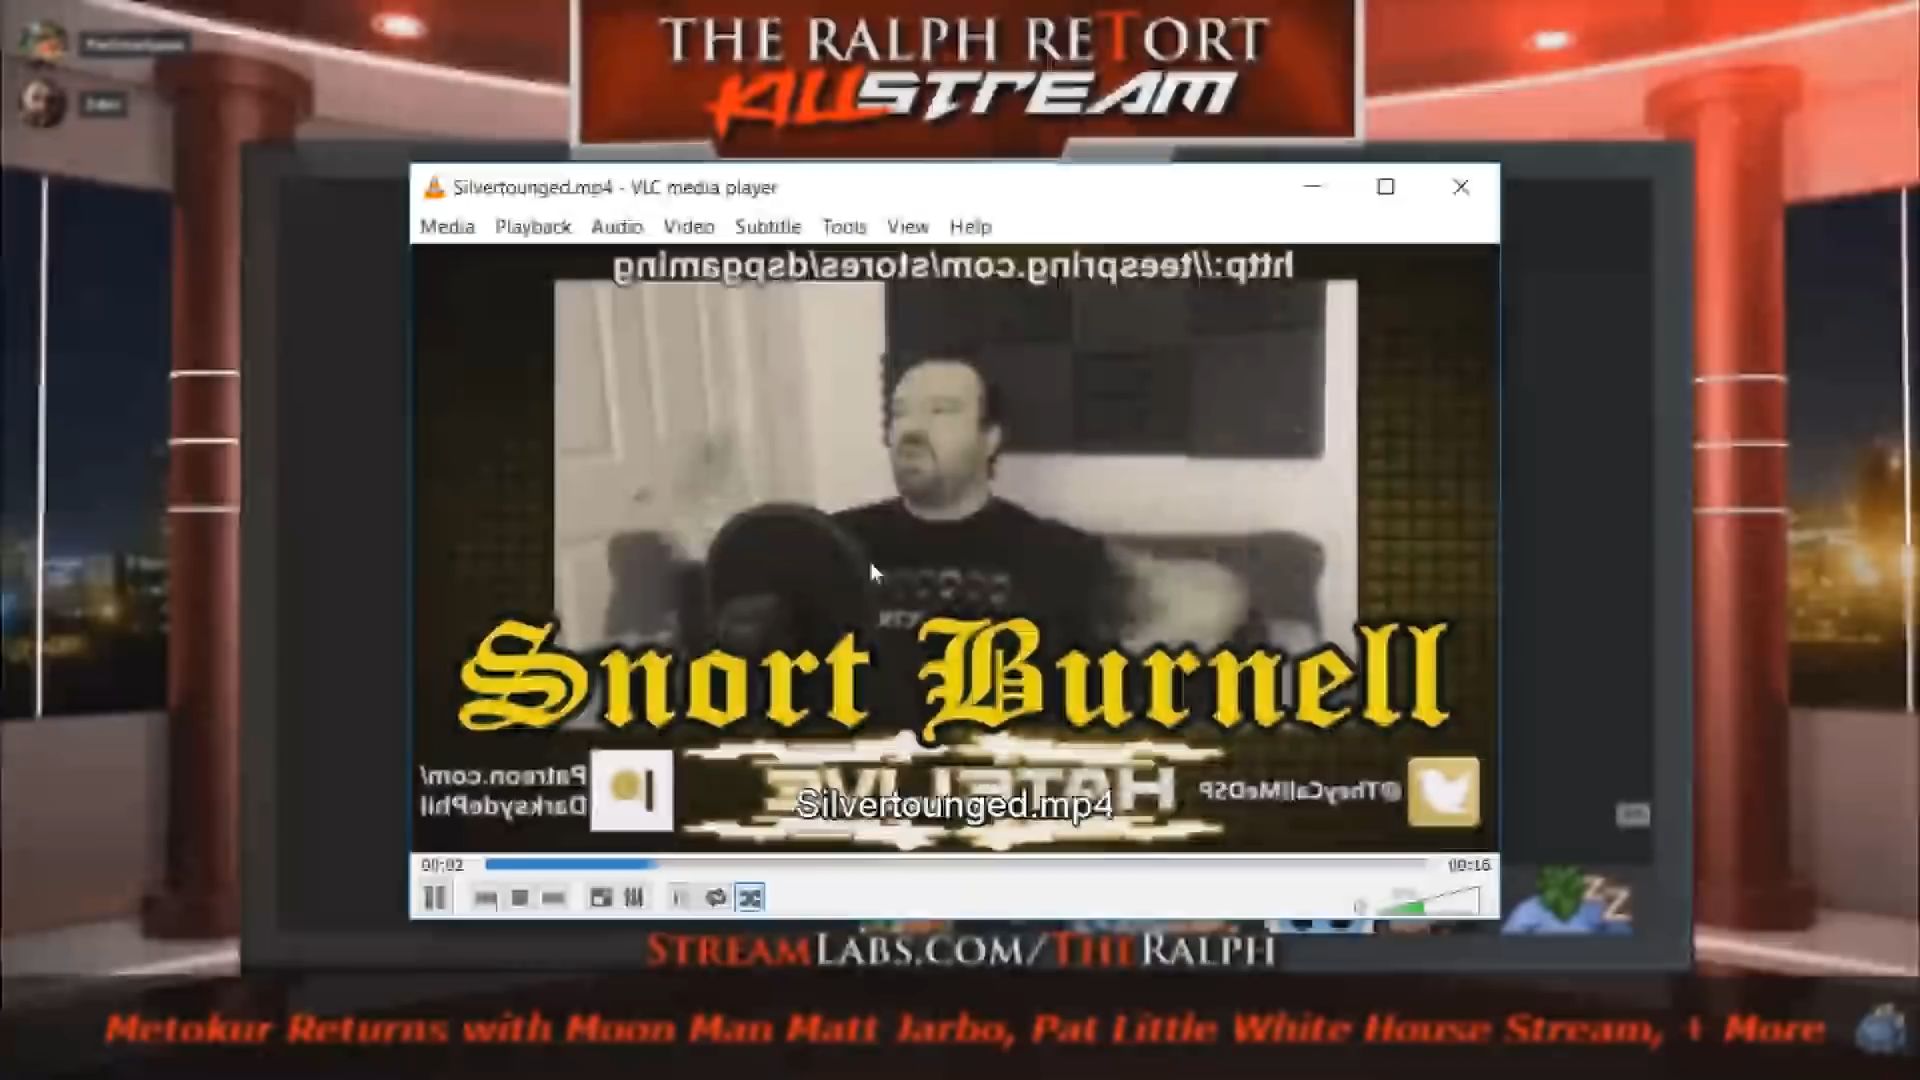 THE RALPH RETORT
KILLSTREAM
Silvertounged.mp4 - VLC media player
Media Playback Audio Video Subtitle Tools View Help
http://teespring.com/stores/dspgaming
Snort Burnell
Patreon.com/
DarksydePhil
HATE LIVE
@TheyCallMeDSP
Silvertounged.mp4
00:02
00:16
STREAMLABS.COM/THERALPH
Metokur Returns with Moon Man Matt Jarbo, Pat Little White House Stream, + More